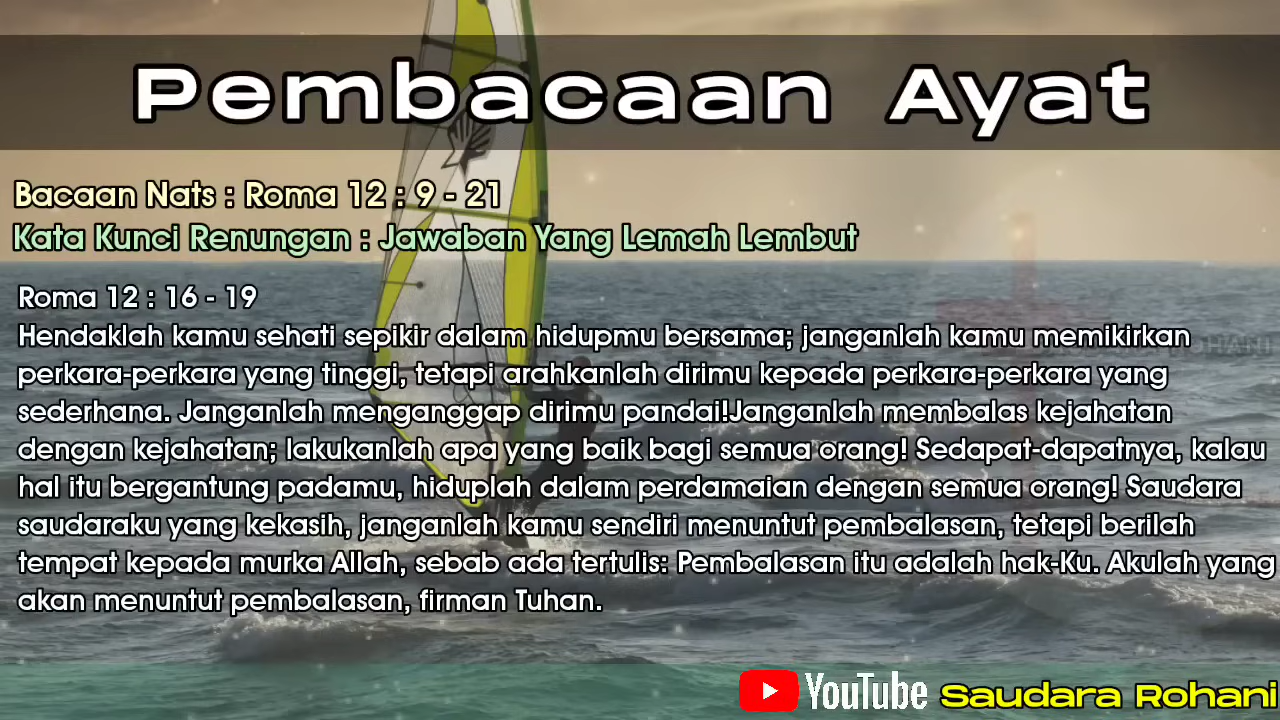 Pembacaan Ayat
Bacaan Nats : Roma 12 : 9 - 21
Kata Kunci Renungan : Jawaban Yang Lemah Lembut
Roma 12 : 16 - 19
Hendaklah kamu sehati sepikir dalam hidupmu bersama; janganlah kamu memikirkan
perkara-perkara yang tinggi, tetapi arahkanlah dirimu kepada perkara-perkara yang
sederhana. Janganlah menganggap dirimu pandai!Janganlah membalas kejahatan
dengan kejahatan; lakukanlah apa yang baik bagi semua orang! Sedapat-dapatnya, kalau
hal itu bergantung padamu, hiduplah dalam perdamaian dengan semua orang! Saudara
saudaraku yang kekasih, janganlah kamu sendiri menuntut pembalasan, tetapi berilah
tempat kepada murka Allah, sebab ada tertulis: Pembalasan itu adalah hak-Ku. Akulah yang
akan menuntut pembalasan, firman Tuhan.
YouTube Saudara Rohani